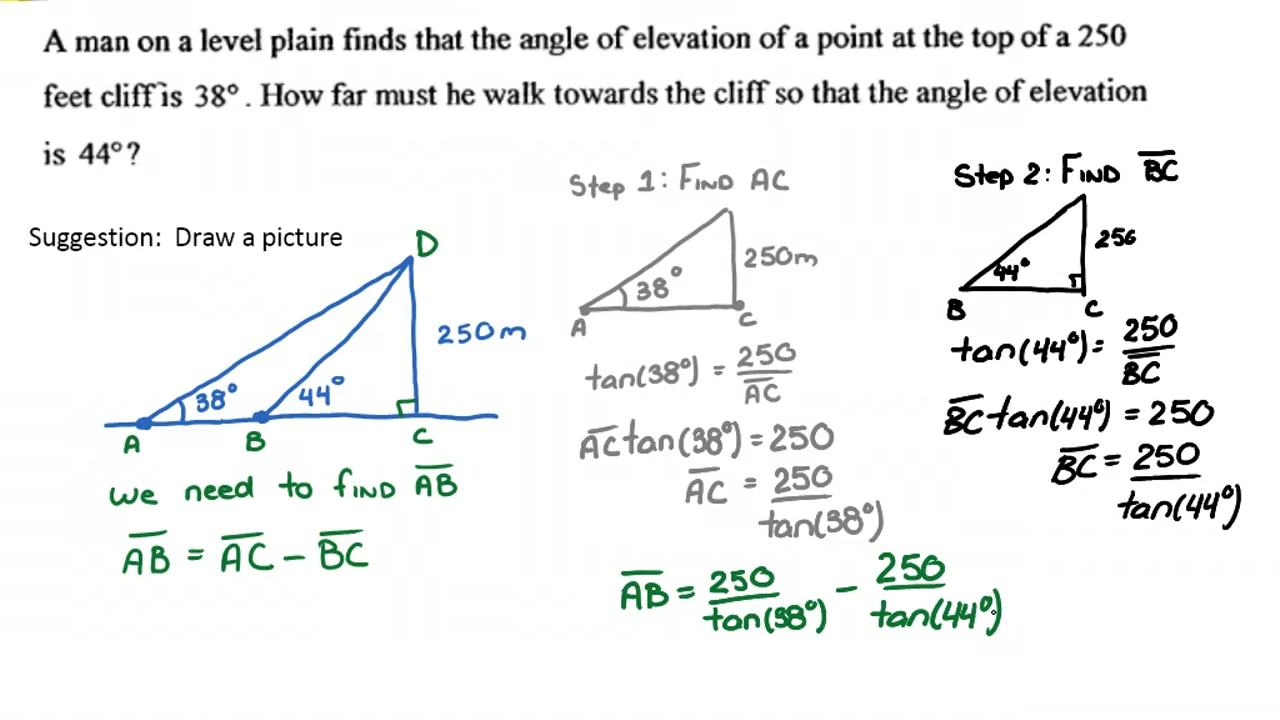 A man on a level plain finds that the angle of elevation of a point at the top of a 250
feet cliff is 38°. How far must he walk towards the cliff so that the angle of elevation
is 44°?
Suggestion: Draw a picture
D
250m
38°
44°
A
B
C
we need to find AB
AB = AC - BC
Step 1: Find AC
250m
38°
A
C
tan(38°) = 250/AC
AC tan(38°) = 250
AC = 250/tan(38°)
Step 2: Find BC
250
44°
B
C
tan(44°) = 250/BC
BC tan(44°) = 250
BC = 250/tan(44°)
AB = 250/tan(38°) - 250/tan(44°)